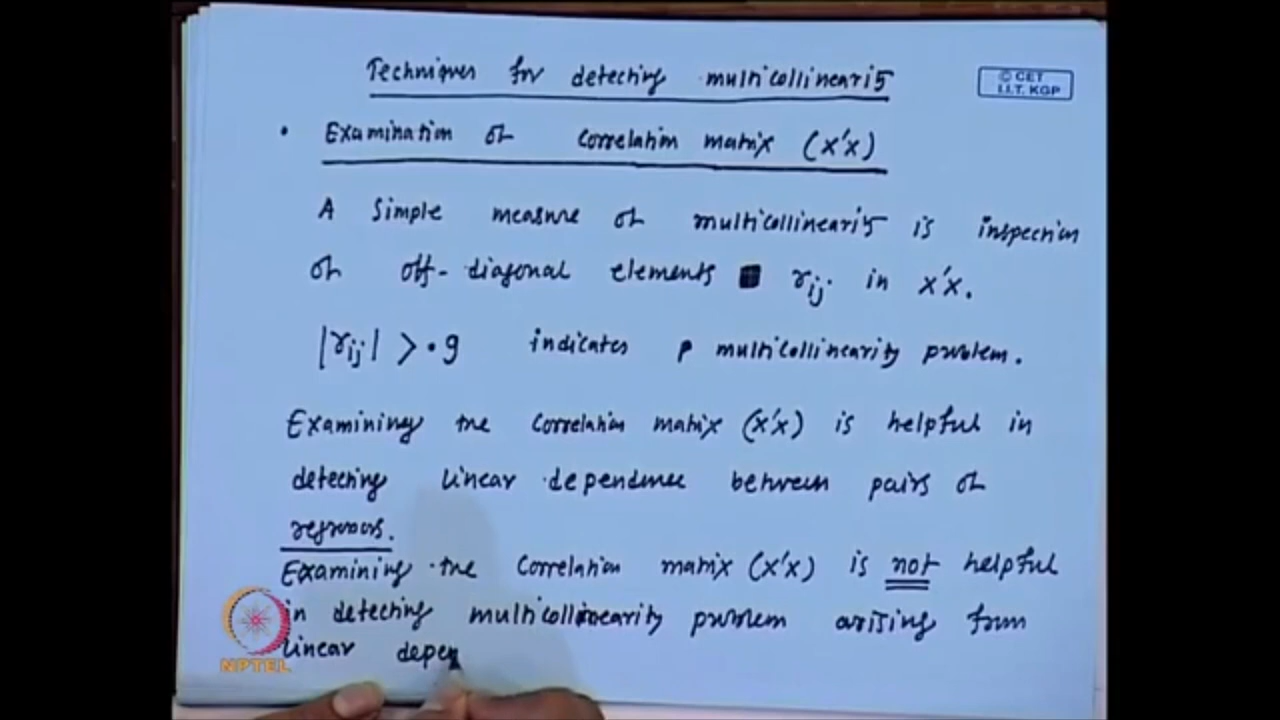 Techniques for detecting multicollinearity
© CET
I.I.T. KGP
• Examination of correlation matrix (x'x)
A simple measure of multicollinearity is inspection
of off-diagonal elements rij in x'x.
|rij| > .9 indicates multicollinearity problem.
Examining the correlation matrix (x'x) is helpful in
detecting linear dependence between pairs of
regressors.
Examining the correlation matrix (x'x) is not helpful
in detecting multicollinearity problem arising from
linear depen
NPTEL